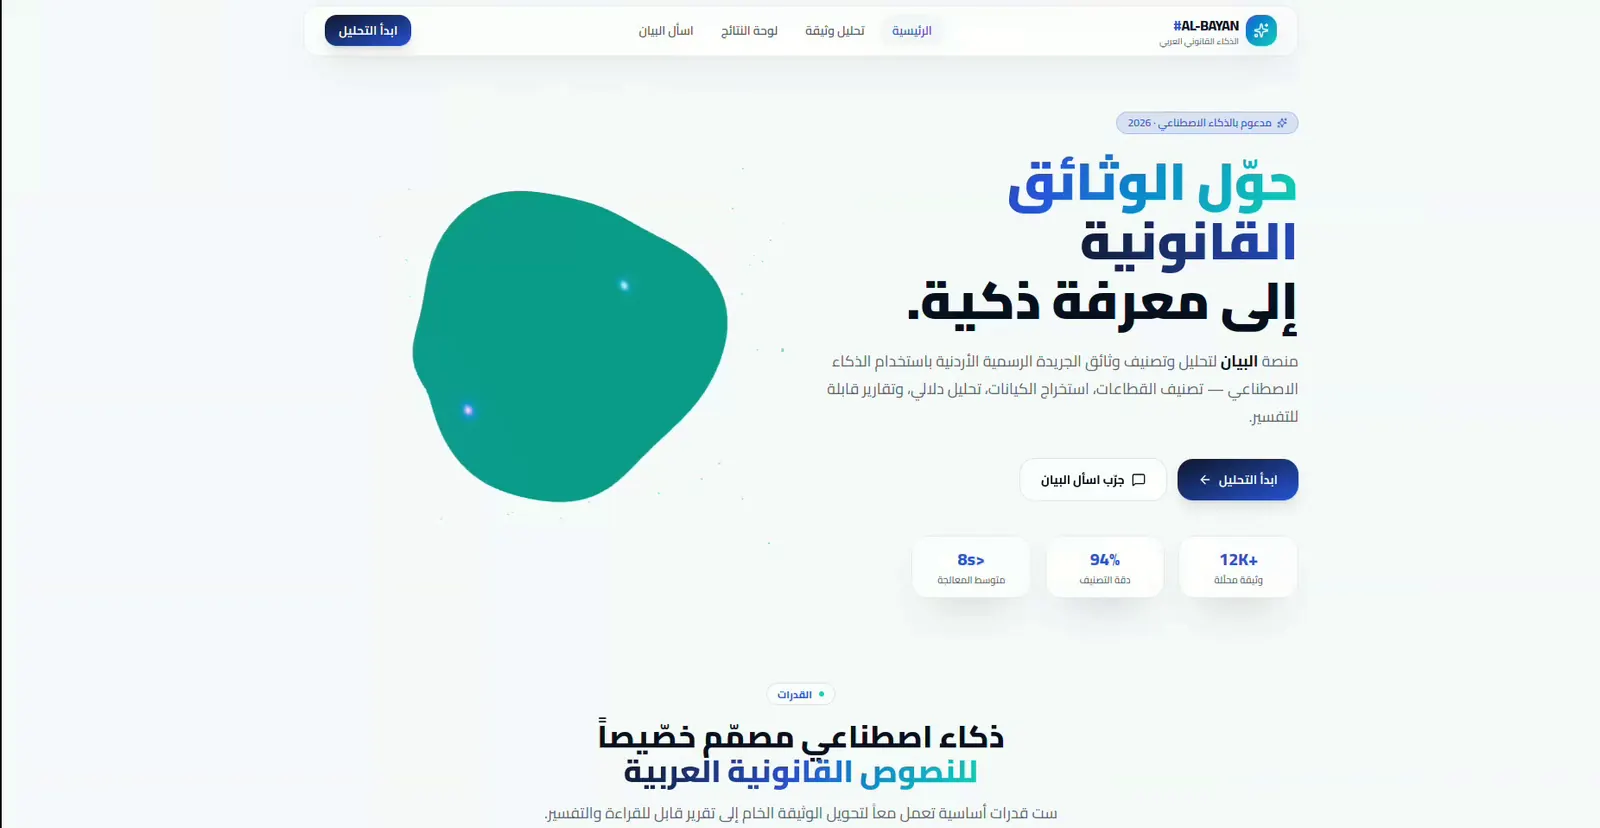 #AL-BAYAN
الذكاء القانوني العربي
الرئيسية
تحليل وثيقة
لوحة النتائج
اسأل البيان
ابدأ التحليل
مدعوم بالذكاء الاصطناعي · 2026
حوّل الوثائق
القانونية
إلى معرفة ذكية.
منصة البيان لتحليل وتصنيف وثائق الجريدة الرسمية الأردنية باستخدام الذكاء
الاصطناعي — تصنيف القطاعات، استخراج الكيانات، تحليل دلالي، وتقارير قابلة
للتفسير.
ابدأ التحليل
جرّب اسأل البيان
12K+
وثيقة محللة
94%
دقة التصنيف
8s>
متوسط المعالجة
القدرات
ذكاء اصطناعي مصمّم خصّيصاً
للنصوص القانونية العربية
ست قدرات أساسية تعمل معاً لتحويل الوثيقة الخام إلى تقرير قابل للقراءة والتفسير.